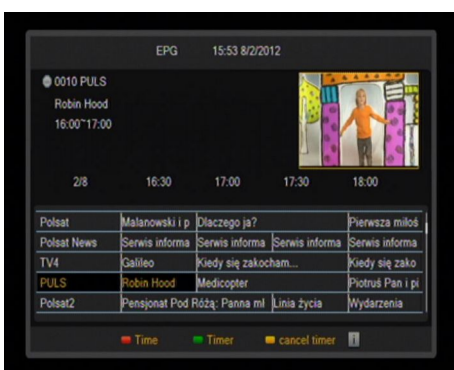 EPG 15:53 8/2/2012
0010 PULS
Robin Hood
16:00~17:00
2/8 16:30 17:00 17:30 18:00
Polsat Malanowski i p Dlaczego ja? Pierwsza miłoś
Polsat News Serwis informa Serwis informa Serwis informa Serwis informa
TV4 Galileo Kiedy się zakocham... Kiedy się zako
PULS Robin Hood Medicopter Piotruś Pan i pi
Polsat2 Pensjonat Pod Różą: Panna mł Linia życia Wydarzenia
Time Timer cancel timer i